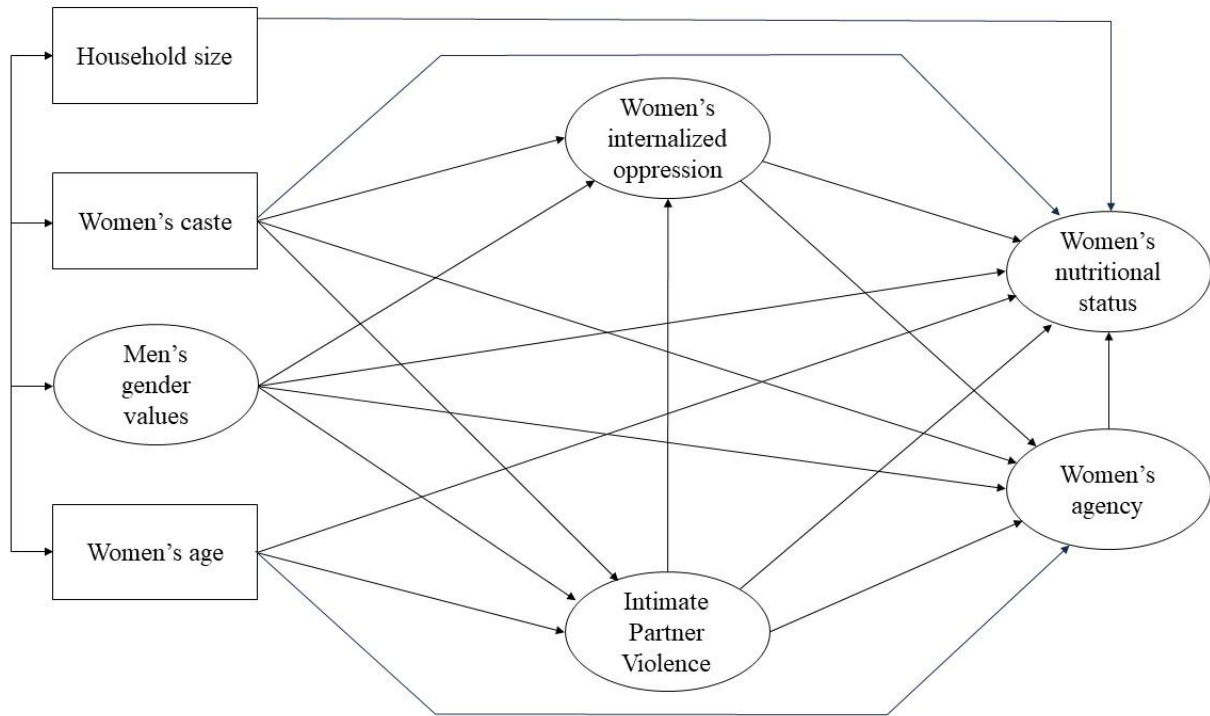 Household size
Women’s caste
Men’s
gender
values
Women’s age
Women’s
internalized
oppression
Intimate
Partner
Violence
Women’s
nutritional
status
Women’s
agency